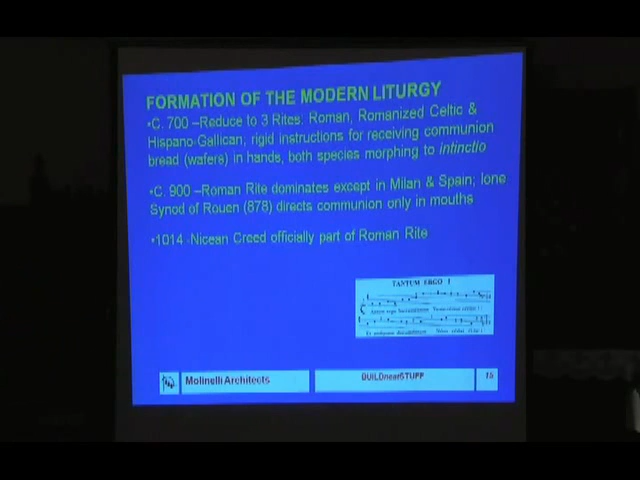 FORMATION OF THE MODERN LITURGY
•C. 700 –Reduce to 3 Rites: Roman, Romanized Celtic &
Hispano-Gallican, rigid instructions for receiving communion
bread (wafers) in hands, both species morphing to intinctio
•C. 900 –Roman Rite dominates except in Milan & Spain; lone
Synod of Rouen (878) directs communion only in mouths
•1014 Nicean Creed officially part of Roman Rite
TANTUM ERGO I
Molinelli Architects
BUILDnearSTUFF
15